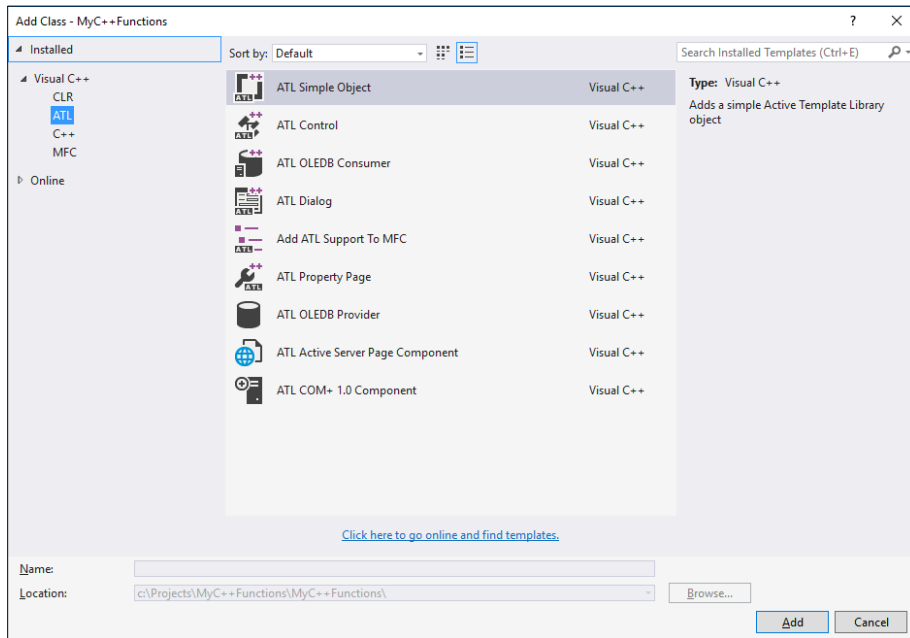 Add Class - MyC++Functions
?
Installed
Sort by: Default
Search Installed Templates (Ctrl+E)
Visual C++
CLR
ATL
C++
MFC
Online
ATL Simple Object Visual C++
ATL Control Visual C++
ATL OLEDB Consumer Visual C++
ATL Dialog Visual C++
Add ATL Support To MFC Visual C++
ATL Property Page Visual C++
ATL OLEDB Provider Visual C++
ATL Active Server Page Component Visual C++
ATL COM+ 1.0 Component Visual C++
Type: Visual C++
Adds a simple Active Template Library
object
Click here to go online and find templates.
Name:
Location: c:\Projects\MyC++Functions\MyC++Functions\
Browse...
Add Cancel